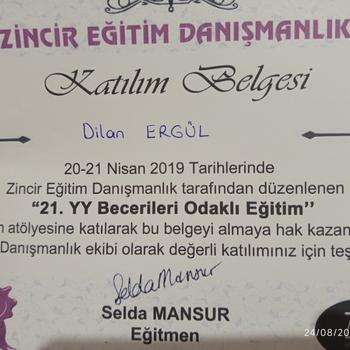 ZİNCİR EĞİTİM DANIŞMANLIK
Katılım Belgesi
Dilan ERGÜL
20-21 Nisan 2019 Tarihlerinde
Zincir Eğitim Danışmanlık tarafından düzenlenen
“21. YY Becerileri Odaklı Eğitim’’
atölyesine katılarak bu belgeyi almaya hak kazan
Danışmanlık ekibi olarak değerli katılımınız için teş
Selda Mansur
Selda MANSUR
Eğitmen
24/08/20